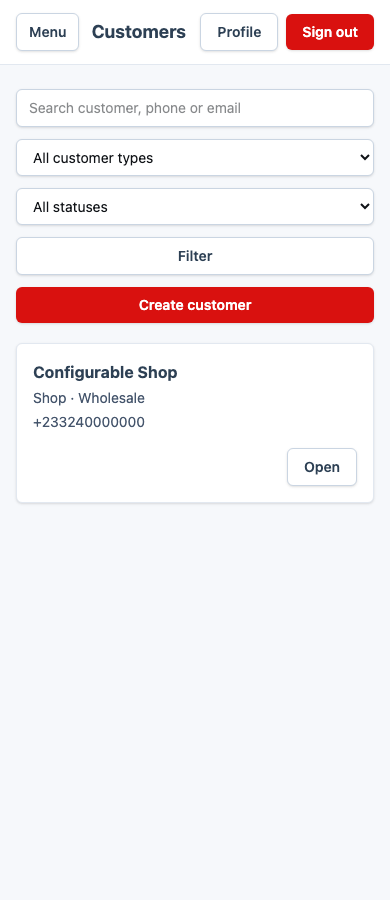 Menu
Customers
Profile
Sign out
Search customer, phone or email
All customer types
All statuses
Filter
Create customer
Configurable Shop
Shop · Wholesale
+233240000000
Open